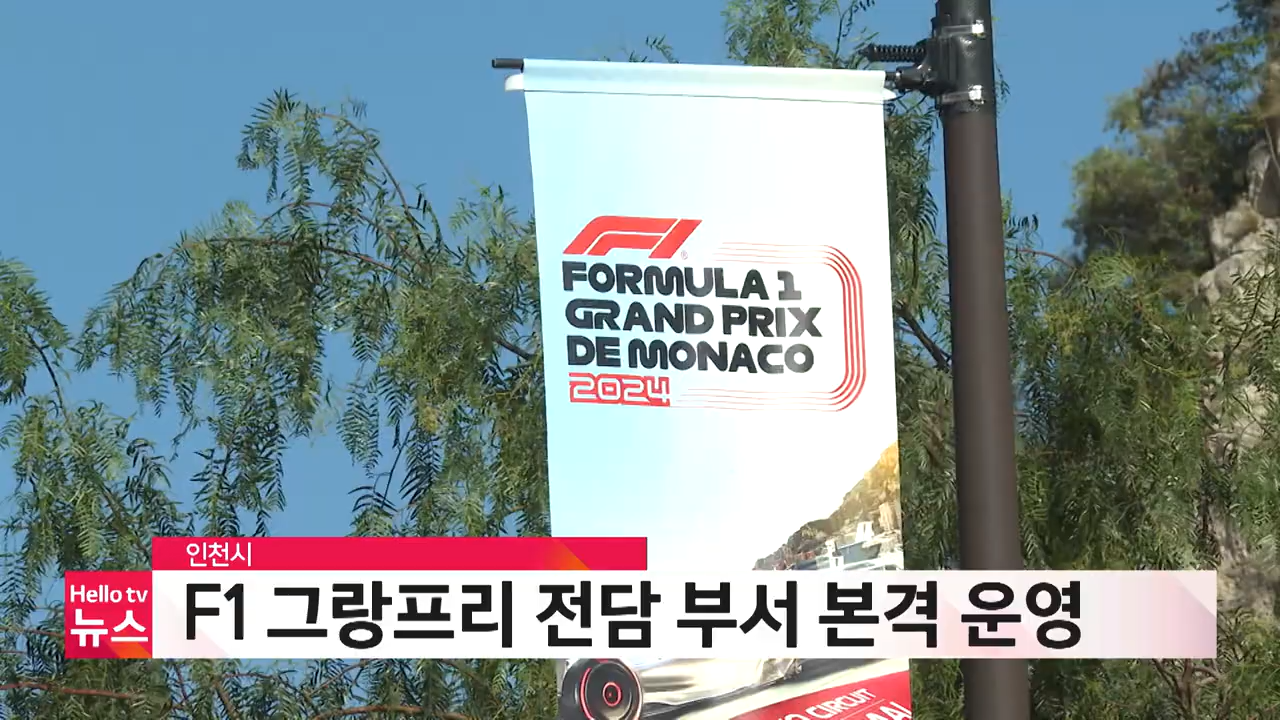 F1
FORMULA 1
GRAND PRIX
DE MONACO
2024
인천시
Hello tv
뉴스
F1 그랑프리 전담 부서 본격 운영
CIRCUIT